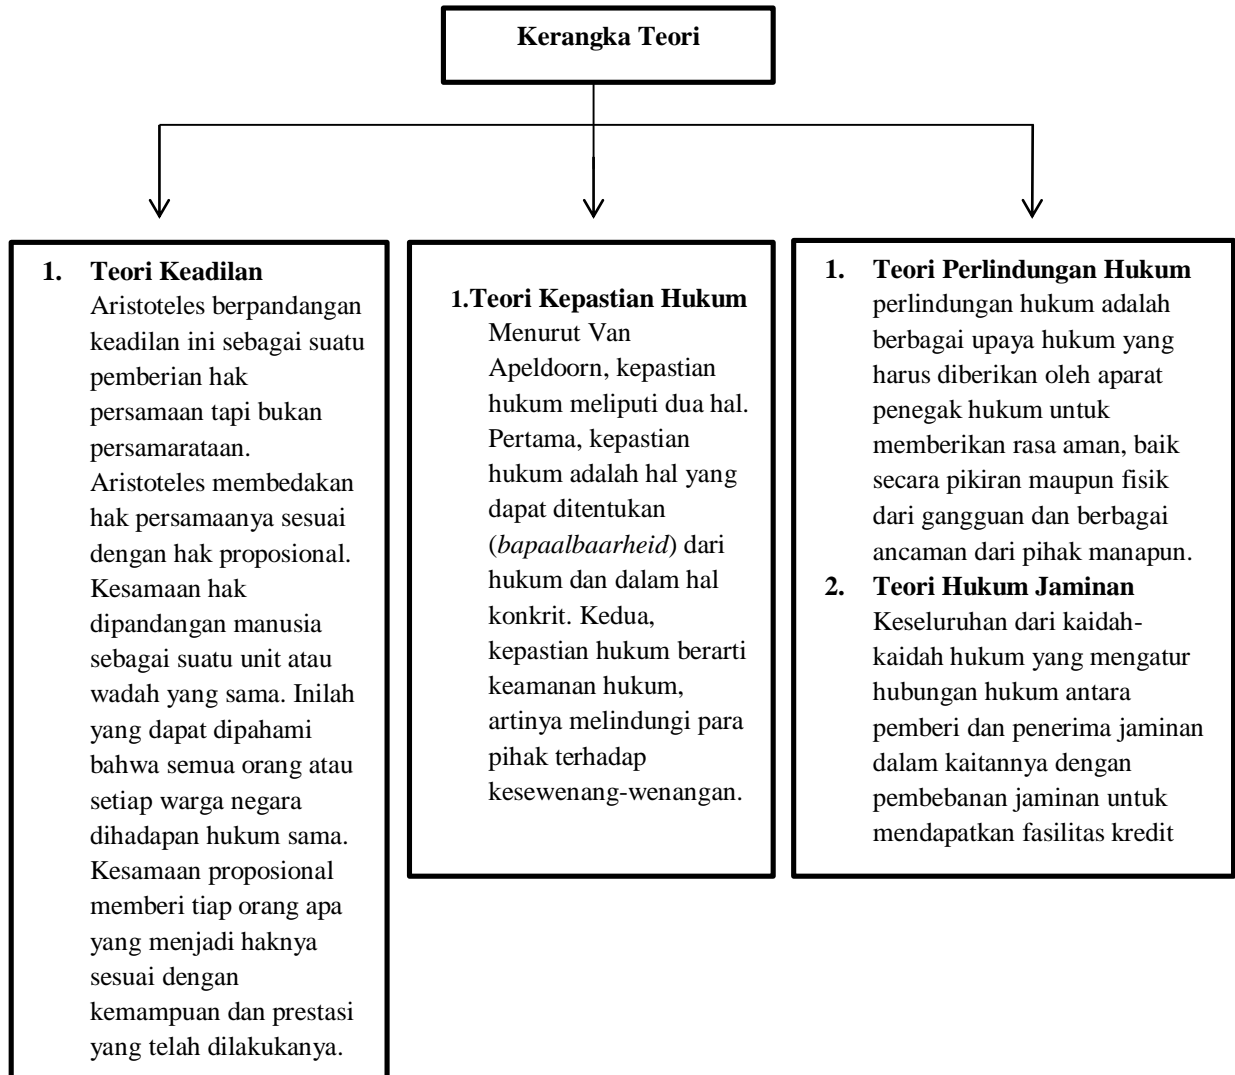 Kerangka Teori
1. Teori Keadilan
Aristoteles berpandangan
keadilan ini sebagai suatu
pemberian hak
persamaan tapi bukan
persamarataan.
Aristoteles membedakan
hak persamaanya sesuai
dengan hak proposional.
Kesamaan hak
dipandangan manusia
sebagai suatu unit atau
wadah yang sama. Inilah
yang dapat dipahami
bahwa semua orang atau
setiap warga negara
dihadapan hukum sama.
Kesamaan proposional
memberi tiap orang apa
yang menjadi haknya
sesuai dengan
kemampuan dan prestasi
yang telah dilakukanya.
1.Teori Kepastian Hukum
Menurut Van
Apeldoorn, kepastian
hukum meliputi dua hal.
Pertama, kepastian
hukum adalah hal yang
dapat ditentukan
(bapaalbaarheid) dari
hukum dan dalam hal
konkrit. Kedua,
kepastian hukum berarti
keamanan hukum,
artinya melindungi para
pihak terhadap
kesewenang-wenangan.
1. Teori Perlindungan Hukum
perlindungan hukum adalah
berbagai upaya hukum yang
harus diberikan oleh aparat
penegak hukum untuk
memberikan rasa aman, baik
secara pikiran maupun fisik
dari gangguan dan berbagai
ancaman dari pihak manapun.
2. Teori Hukum Jaminan
Keseluruhan dari kaidah-
kaidah hukum yang mengatur
hubungan hukum antara
pemberi dan penerima jaminan
dalam kaitannya dengan
pembebanan jaminan untuk
mendapatkan fasilitas kredit